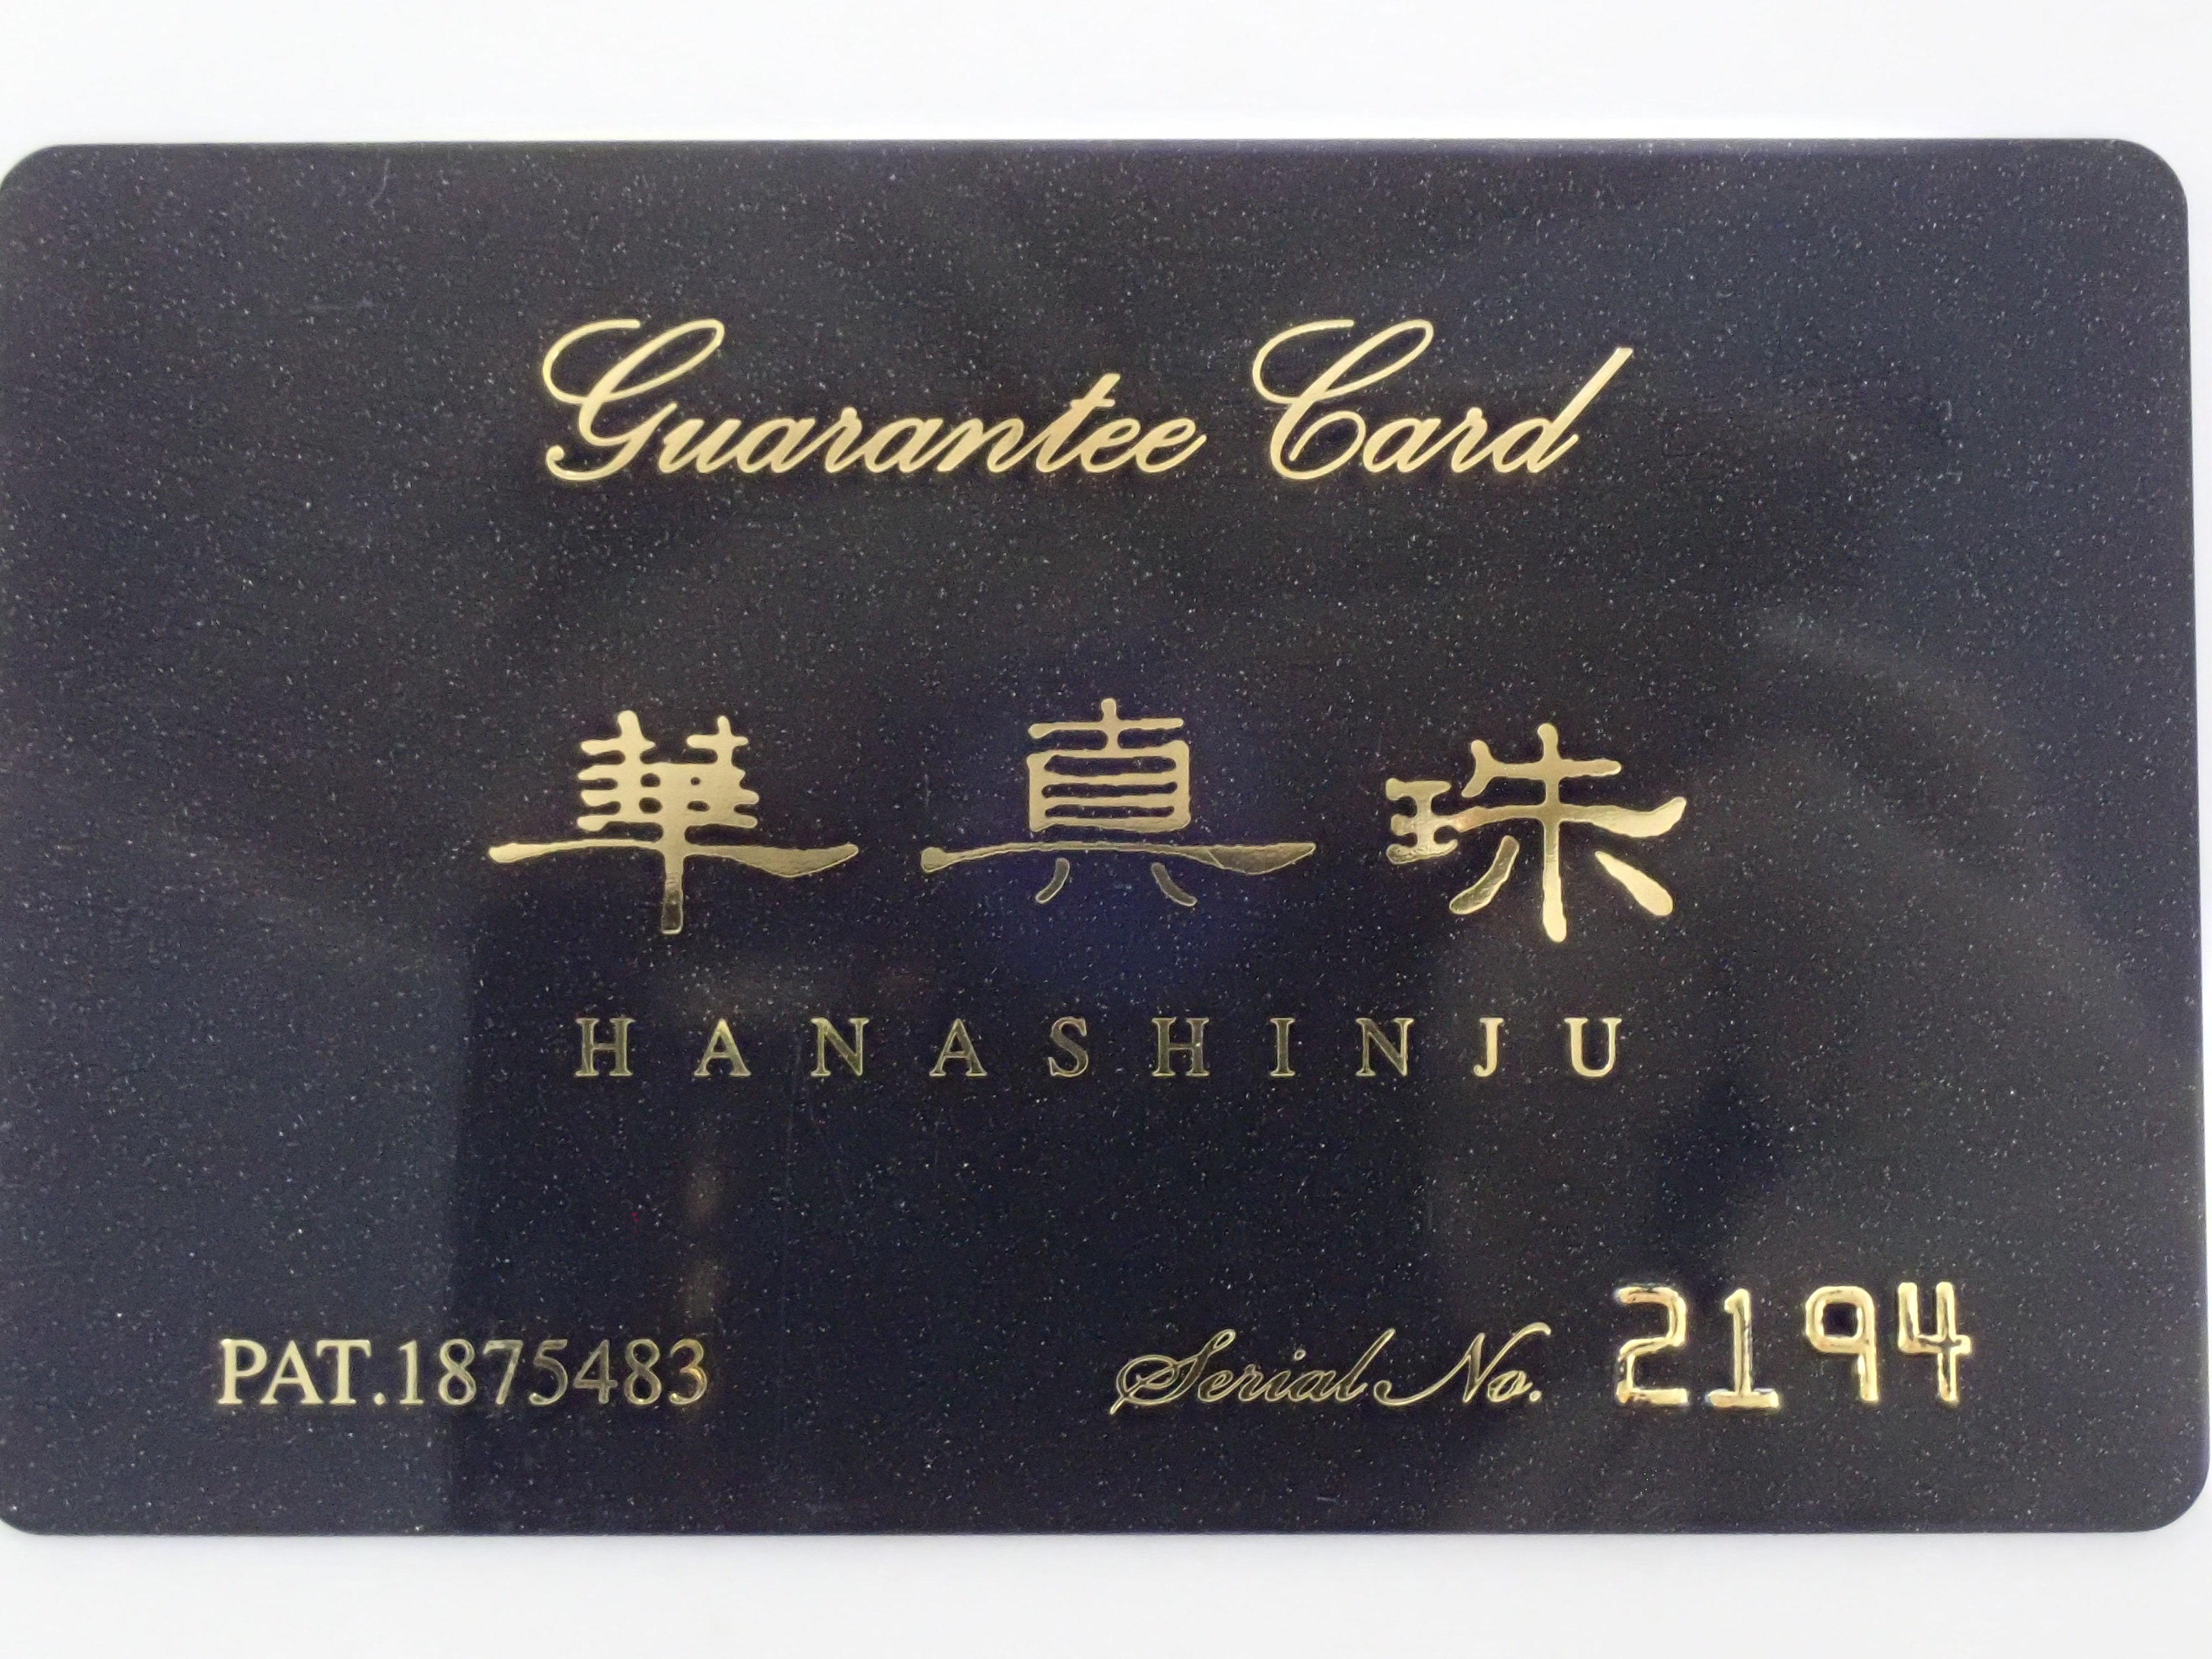 Guarantee Card
華真珠
HANASHINJU
PAT.1875483
Serial No. 2194